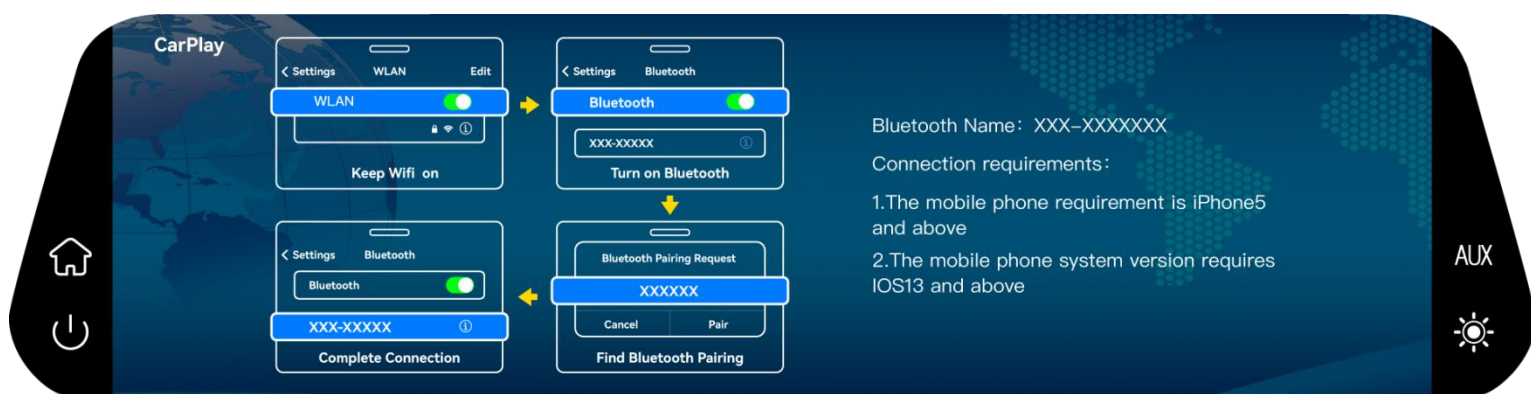 CarPlay
Settings WLAN Edit
WLAN
Keep Wifi on
Settings Bluetooth
Bluetooth
XXX-XXXXX
Turn on Bluetooth
Bluetooth Pairing Request
XXXXXX
Cancel Pair
Find Bluetooth Pairing
Settings Bluetooth
Bluetooth
XXX-XXXXX
Complete Connection
Bluetooth Name: XXX-XXXXXXX
Connection requirements:
1.The mobile phone requirement is iPhone5
and above
2.The mobile phone system version requires
IOS13 and above
AUX